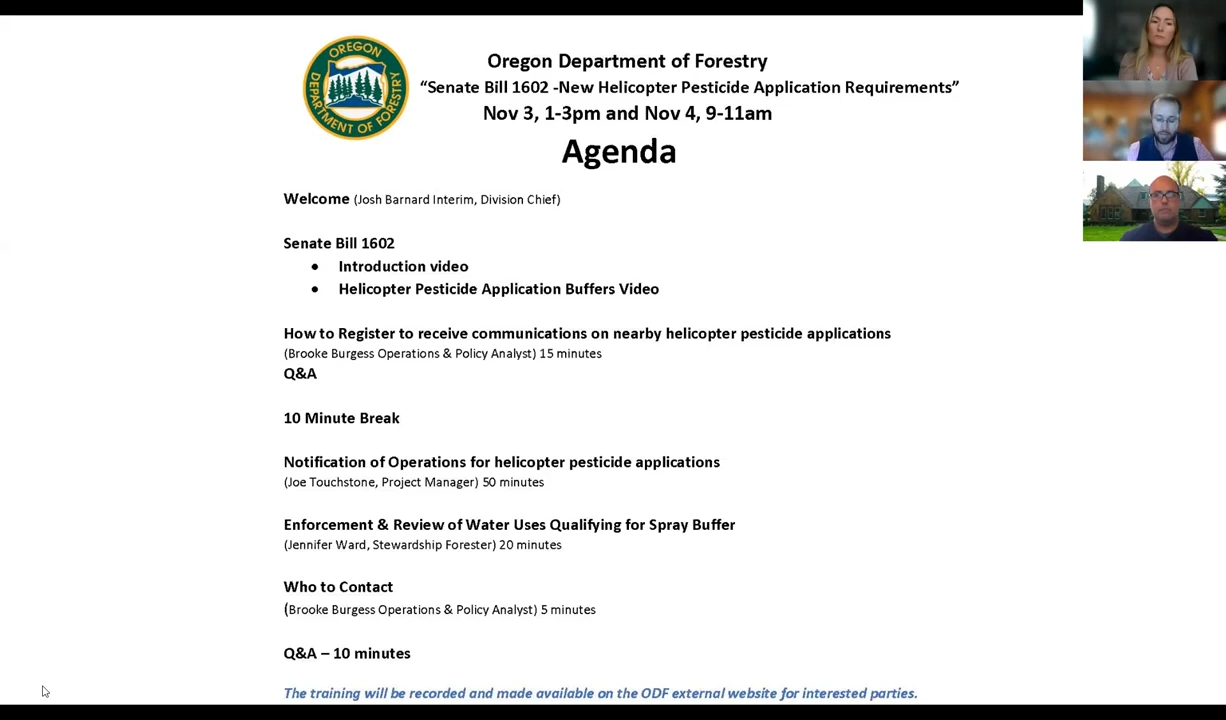 OREGON
DEPARTMENT OF FORESTRY
Oregon Department of Forestry
“Senate Bill 1602 -New Helicopter Pesticide Application Requirements”
Nov 3, 1-3pm and Nov 4, 9-11am
Agenda
Welcome (Josh Barnard Interim, Division Chief)
Senate Bill 1602
• Introduction video
• Helicopter Pesticide Application Buffers Video
How to Register to receive communications on nearby helicopter pesticide applications
(Brooke Burgess Operations & Policy Analyst) 15 minutes
Q&A
10 Minute Break
Notification of Operations for helicopter pesticide applications
(Joe Touchstone, Project Manager) 50 minutes
Enforcement & Review of Water Uses Qualifying for Spray Buffer
(Jennifer Ward, Stewardship Forester) 20 minutes
Who to Contact
(Brooke Burgess Operations & Policy Analyst) 5 minutes
Q&A – 10 minutes
The training will be recorded and made available on the ODF external website for interested parties.